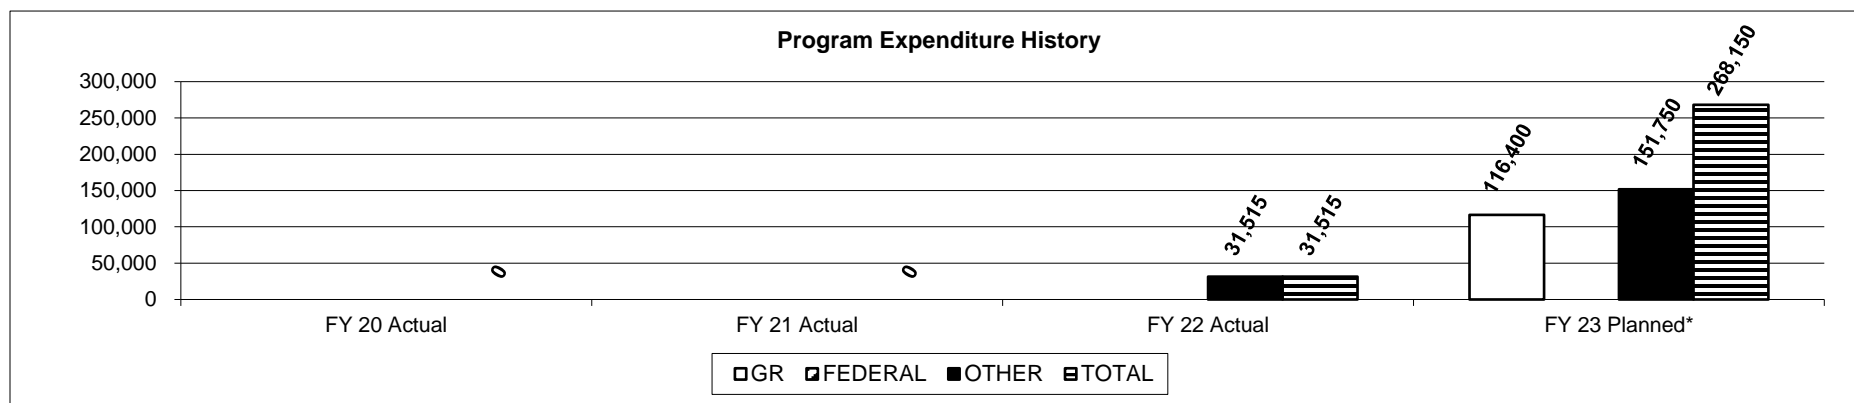 Program Expenditure History
300,000
250,000
200,000
150,000
100,000
50,000
0
0
0
31,515
31,515
116,400
151,750
268,150
FY 20 Actual
FY 21 Actual
FY 22 Actual
FY 23 Planned*
GR FEDERAL OTHER TOTAL